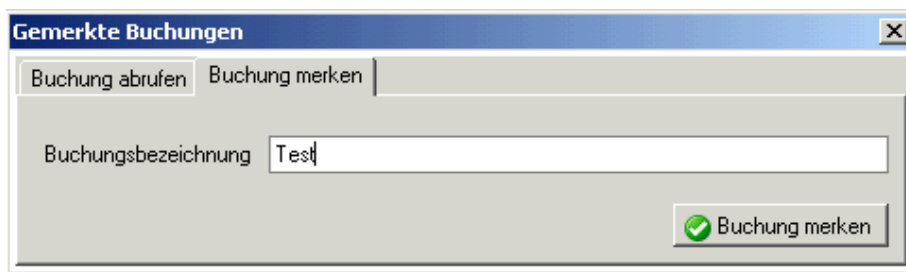 Gemerkte Buchungen
Buchung abrufen Buchung merken
Buchungsbezeichnung Test
Buchung merken